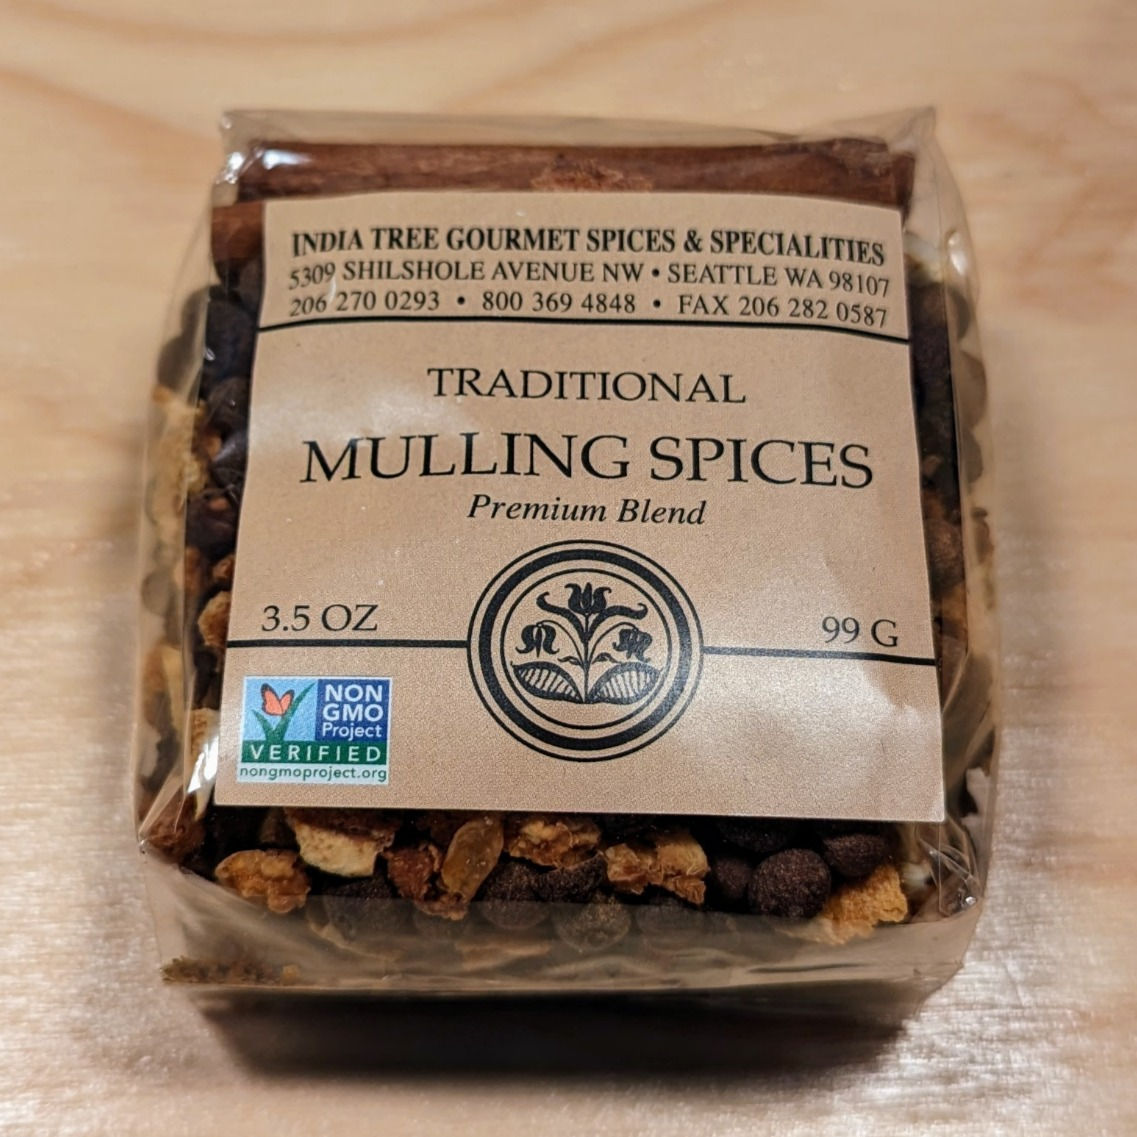 INDIA TREE GOURMET SPICES & SPECIALITIES
5309 SHILSHOLE AVENUE NW • SEATTLE WA 98107
206 270 0293 • 800 369 4848 • FAX 206 282 0587
TRADITIONAL
MULLING SPICES
Premium Blend
3.5 OZ
99 G
NON
GMO
Project
VERIFIED
nongmoproject.org